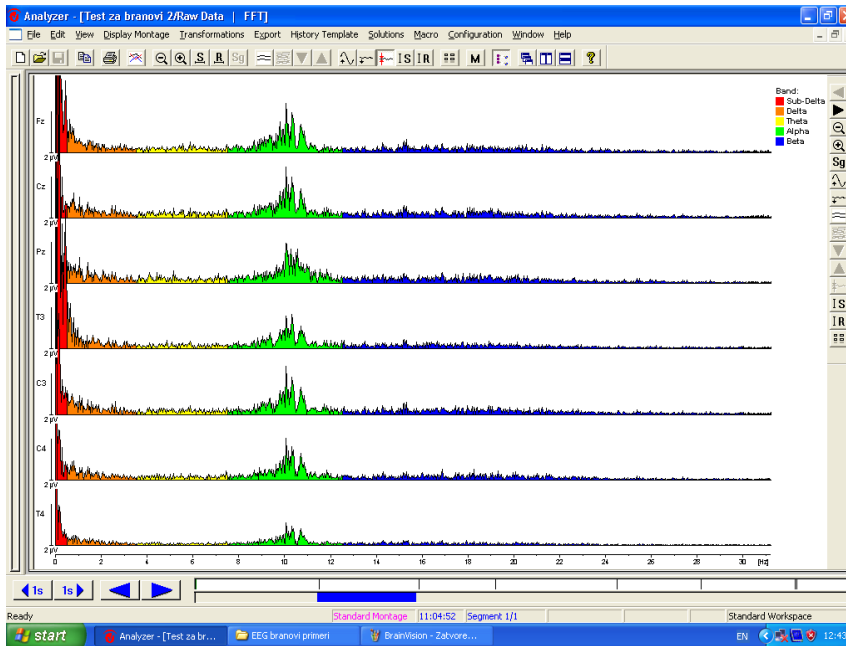 Analyzer - [Test za branovi 2/Raw Data | FFT]
File Edit View Display Montage Transformations Export History Template Solutions Macro Configuration Window Help
S R Sg IS IR M ?
Band:
Sub-Delta
Delta
Theta
Alpha
Beta
Fz
2 µV
Cz
2 µV
Pz
2 µV
T3
2 µV
C3
2 µV
C4
2 µV
T4
2 µV
0 2 4 6 8 10 12 14 16 18 20 22 24 26 28 30 [Hz]
Sg
IS
IR
1s 1s
Ready Standard Montage 11:04:52 Segment 1/1 Standard Workspace
start Analyzer - [Test za br... EEG branovi primeri BrainVision - Zatvore... EN 12:43